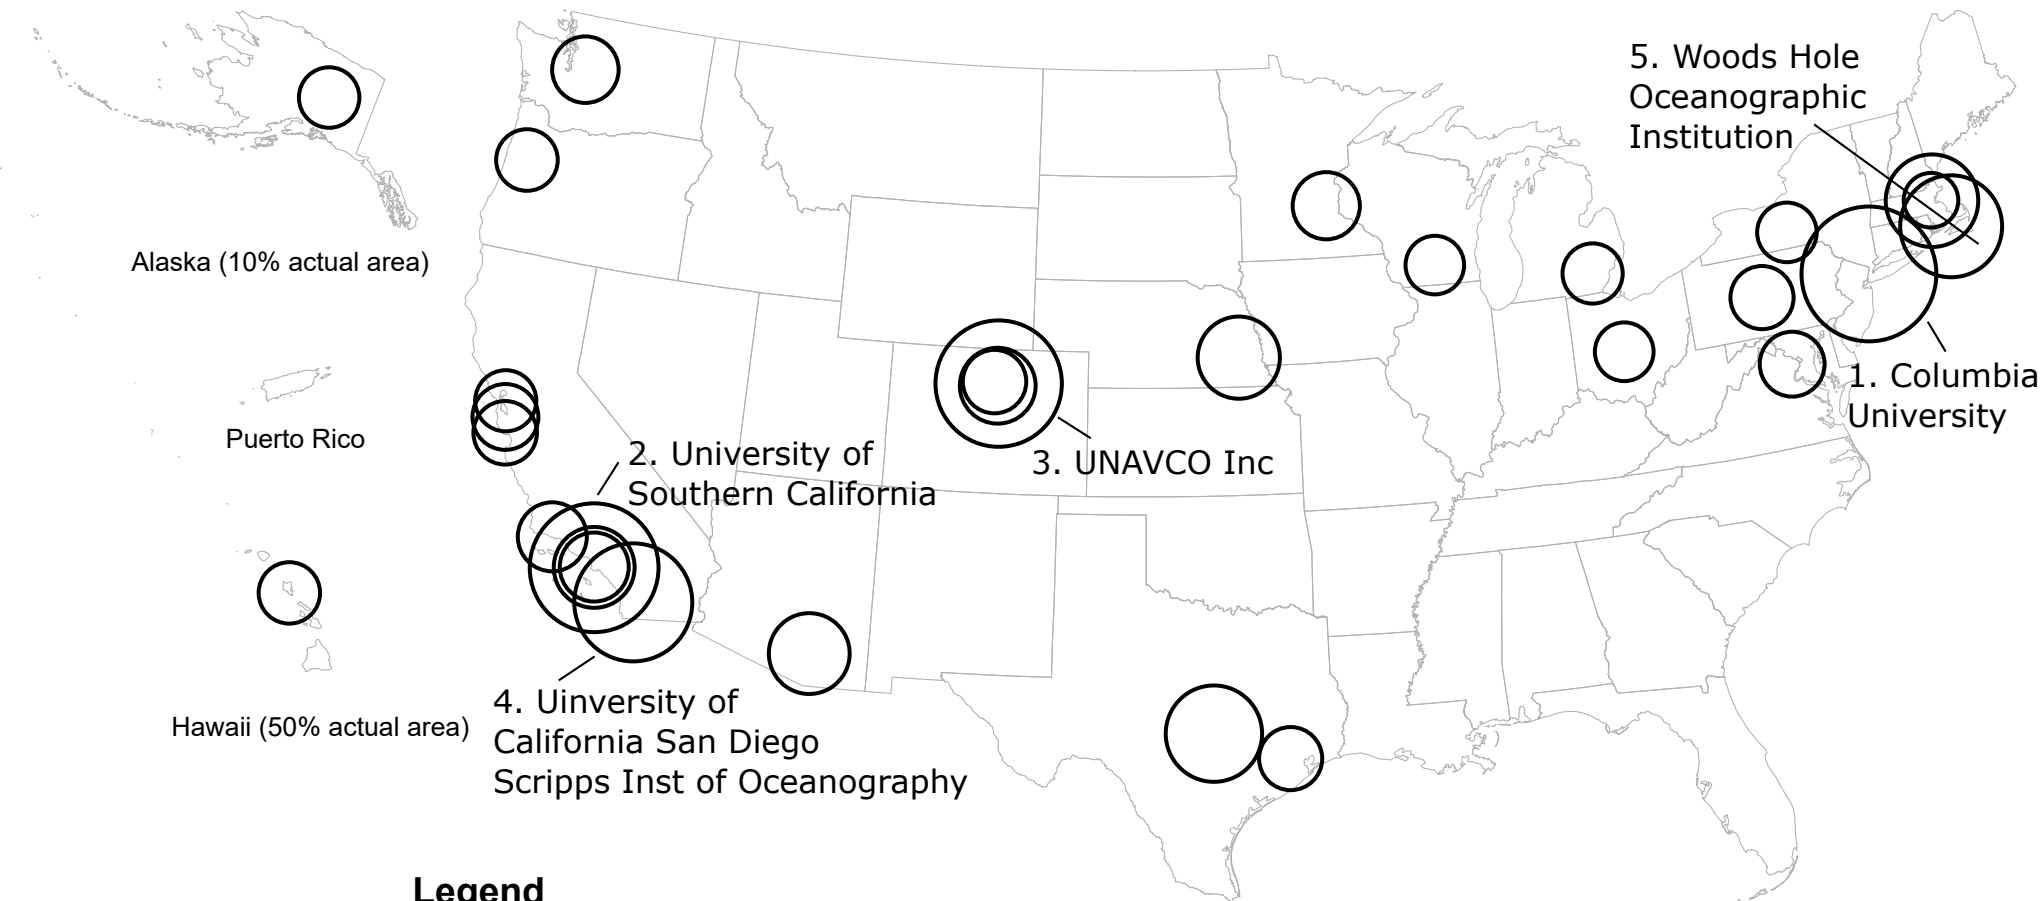 5. Woods Hole
Oceanographic
Institution
Alaska (10% actual area)
1. Columbia
University
Puerto Rico
2. University of
Southern California
3. UNAVCO Inc
4. Uinversity of
California San Diego
Scripps Inst of Oceanography
Hawaii (50% actual area)
Legend